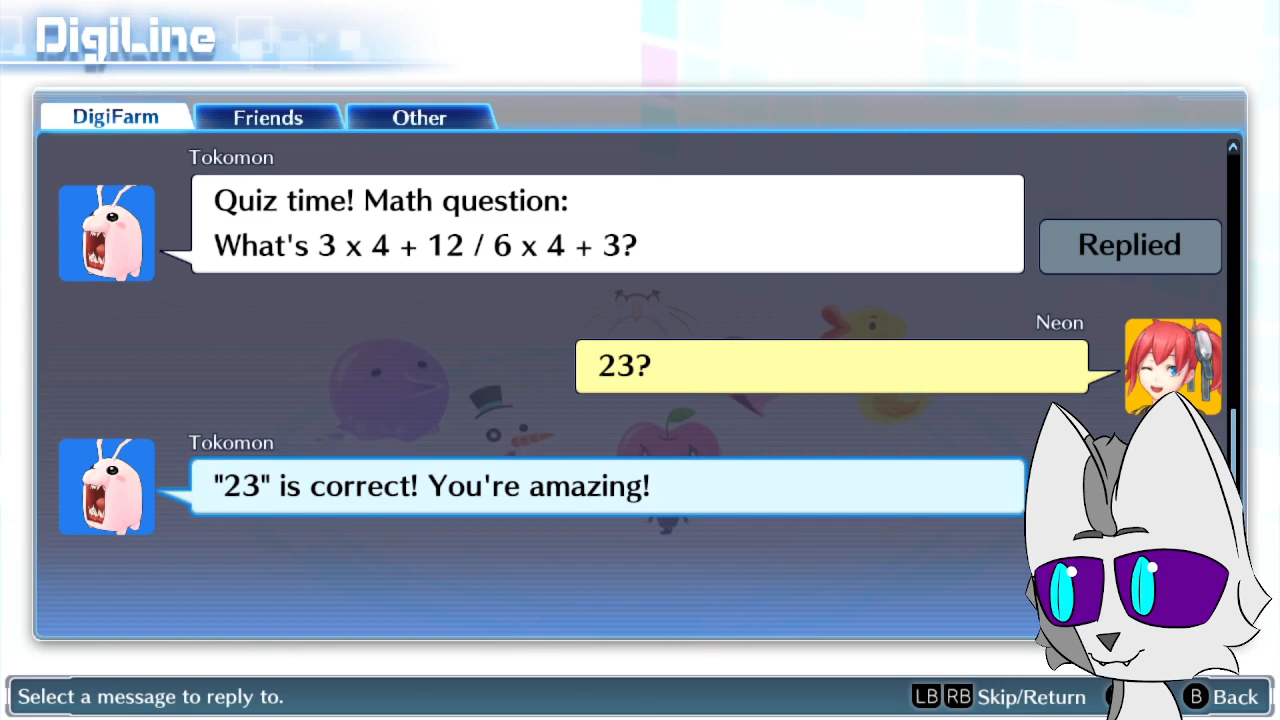 DigiLine
DigiFarm
Friends
Other
Tokomon
Quiz time! Math question:
What's 3 x 4 + 12 / 6 x 4 + 3?
Replied
Neon
23?
Tokomon
"23" is correct! You're amazing!
Select a message to reply to.
LB RB Skip/Return
B Back